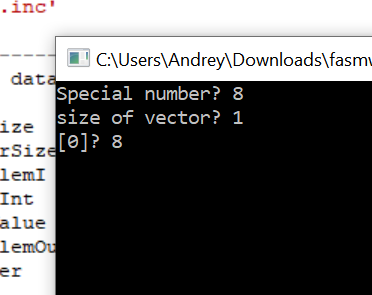 .inc'
C:\Users\Andrey\Downloads\fasmw
data
Special number? 8
size of vector? 1
[0]? 8
ize
rSize
lemI
Int
alue
lemOu
er